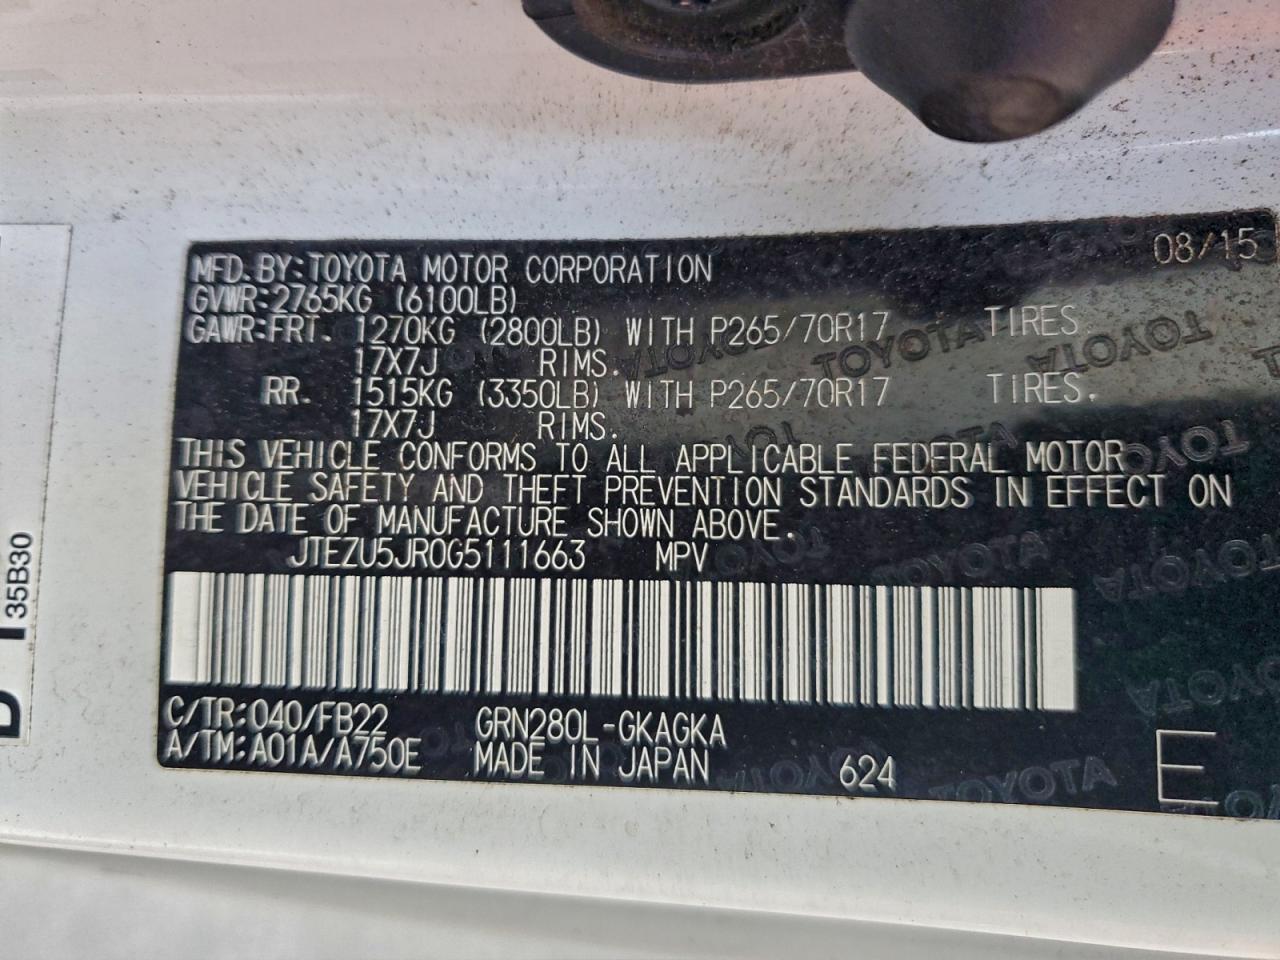 08/15
MFD. BY: TOYOTA MOTOR CORPORATION
GVWR: 2765KG (6100LB)
GAWR: FRT. 1270KG (2800LB) WITH P265/70R17 TIRES
17X7J RIMS.
RR. 1515KG (3350LB) WITH P265/70R17 TIRES.
17X7J RIMS.
THIS VEHICLE CONFORMS TO ALL APPLICABLE FEDERAL MOTOR
VEHICLE SAFETY AND THEFT PREVENTION STANDARDS IN EFFECT ON
THE DATE OF MANUFACTURE SHOWN ABOVE.
JTEZU5JR0G5111663 MPV
C/TR: 040/FB22 GRN280L-GKAGKA
A/TM: A01A/A750E MADE IN JAPAN 624 E
35B30
TOYOTA